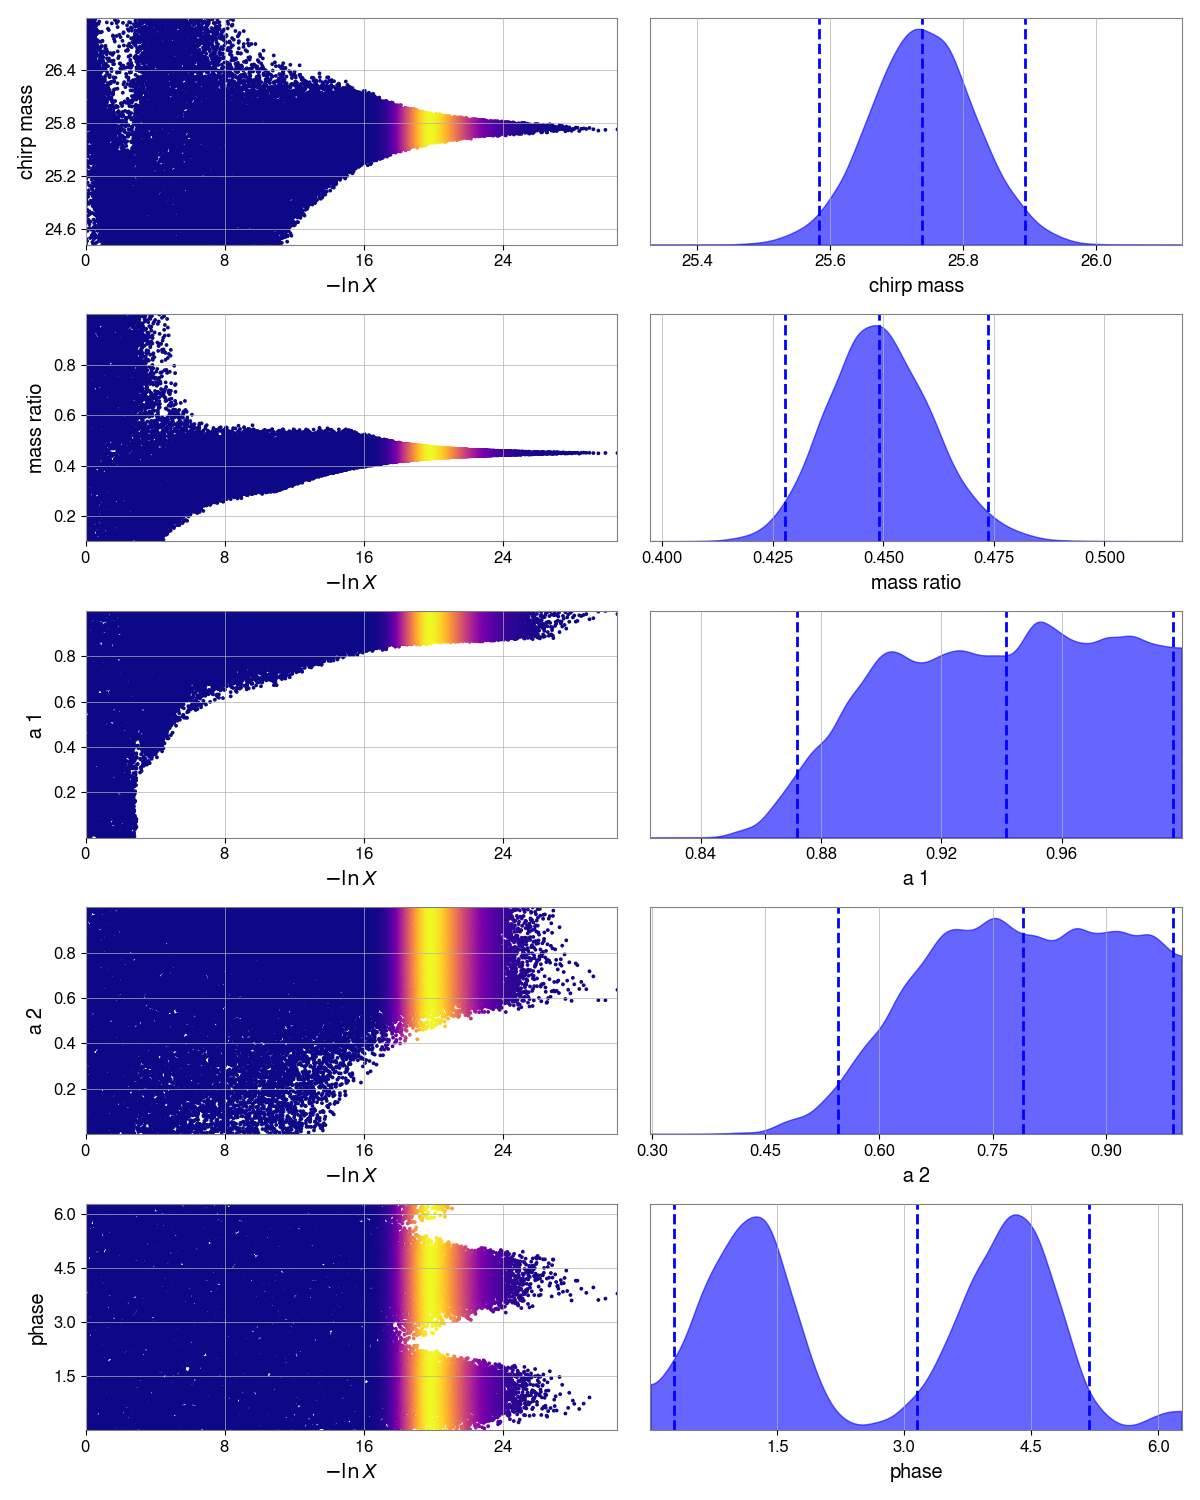 chirp mass
26.4
25.8
25.2
24.6
0 8 16 24
−ln X
25.4 25.6 25.8 26.0
chirp mass
mass ratio
0.8
0.6
0.4
0.2
0 8 16 24
−ln X
0.400 0.425 0.450 0.475 0.500
mass ratio
a 1
0.8
0.6
0.4
0.2
0 8 16 24
−ln X
0.84 0.88 0.92 0.96
a 1
a 2
0.8
0.6
0.4
0.2
0 8 16 24
−ln X
0.30 0.45 0.60 0.75 0.90
a 2
phase
6.0
4.5
3.0
1.5
0 8 16 24
−ln X
1.5 3.0 4.5 6.0
phase